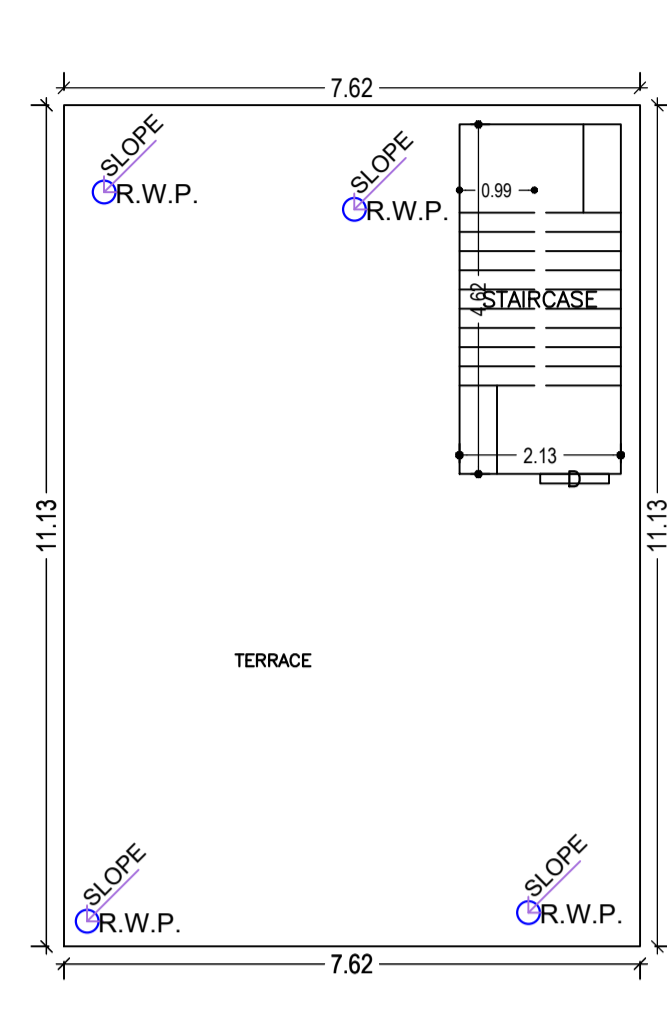 7.62
SLOPE
R.W.P.
SLOPE
R.W.P.
0.99
4.62
STAIRCASE
2.13
D
11.13
11.13
TERRACE
SLOPE
R.W.P.
SLOPE
R.W.P.
7.62